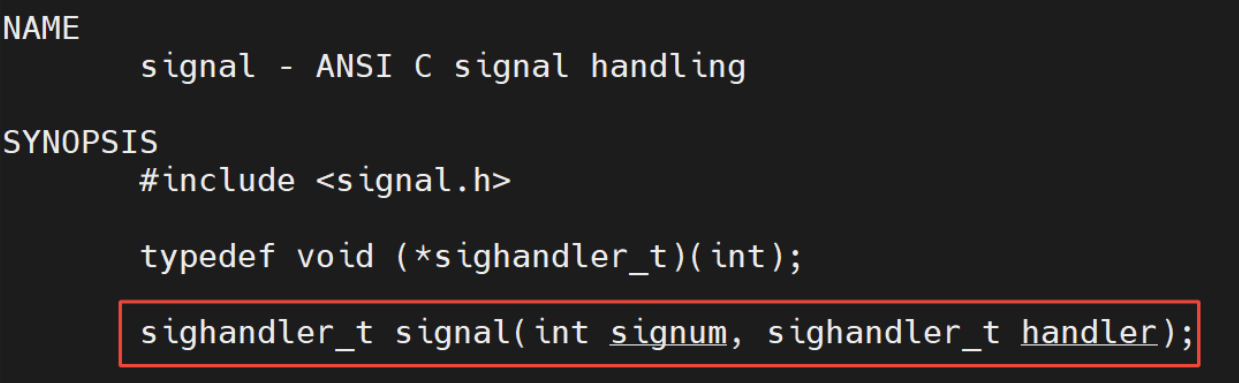 NAME
signal - ANSI C signal handling
SYNOPSIS
#include <signal.h>
typedef void (*sighandler_t)(int);
sighandler_t signal(int signum, sighandler_t handler);